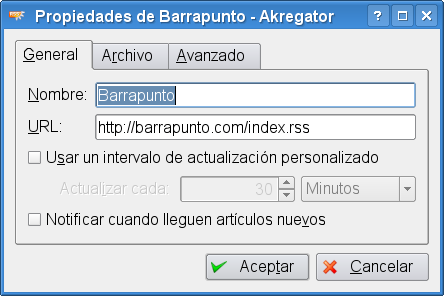 Propiedades de Barrapunto - Akregator
General Archivo Avanzado
Nombre: Barrapunto
URL: http://barrapunto.com/index.rss
Usar un intervalo de actualización personalizado
Actualizar cada: 30 Minutos
Notificar cuando lleguen artículos nuevos
Aceptar Cancelar